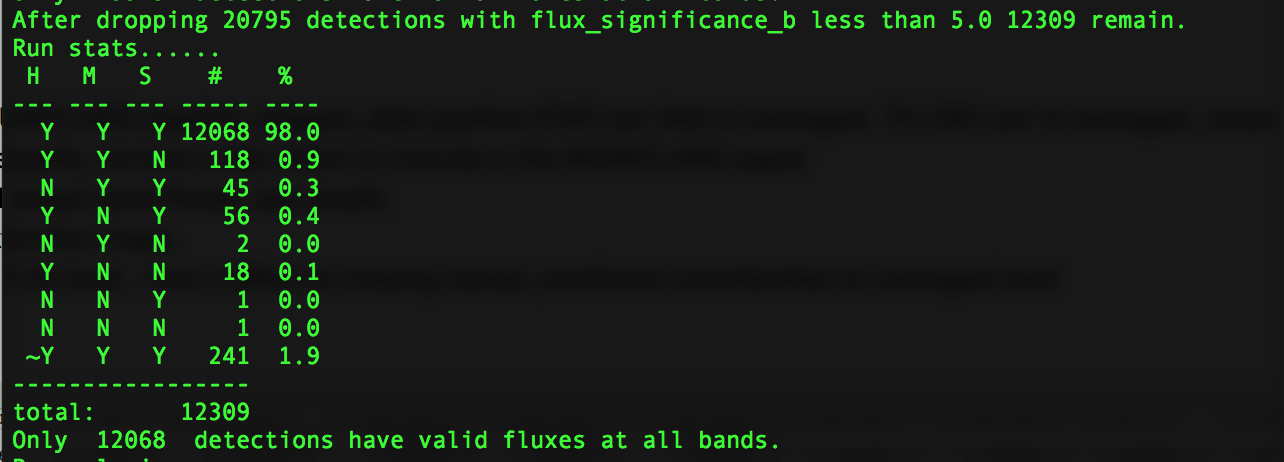 After dropping 20795 detections with flux_significance_b less than 5.0 12309 remain.
Run stats......
H M S # %
--- --- --- ----- ----
Y Y Y 12068 98.0
Y Y N 118 0.9
N Y Y 45 0.3
Y N Y 56 0.4
N Y N 2 0.0
Y N N 18 0.1
N N Y 1 0.0
N N N 1 0.0
~Y Y Y 241 1.9
-----------------
total: 12309
Only 12068 detections have valid fluxes at all bands.